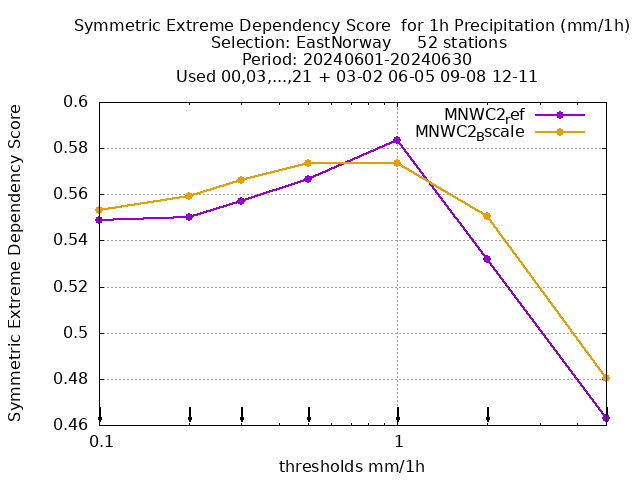 Symmetric Extreme Dependency Score  for 1h Precipitation (mm/1h)
Selection: EastNorway     52 stations
Period: 20240601-20240630
Used 00,03,...,21 + 03-02 06-05 09-08 12-11
MNWC2ref
MNWC2Bscale
0.6
0.58
0.56
0.54
0.52
0.5
0.48
0.46
Symmetric Extreme Dependency Score
0.1
1
thresholds mm/1h